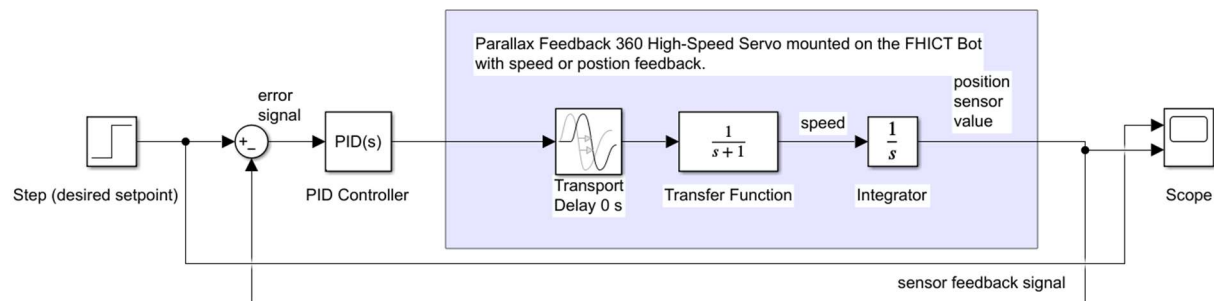 Parallax Feedback 360 High-Speed Servo mounted on the FHICT Bot
with speed or postion feedback.
position
sensor
value
error
signal
+
−
PID(s)
1
s + 1
speed
1
s
Step (desired setpoint)
PID Controller
Transport
Delay 0 s
Transfer Function
Integrator
Scope
sensor feedback signal